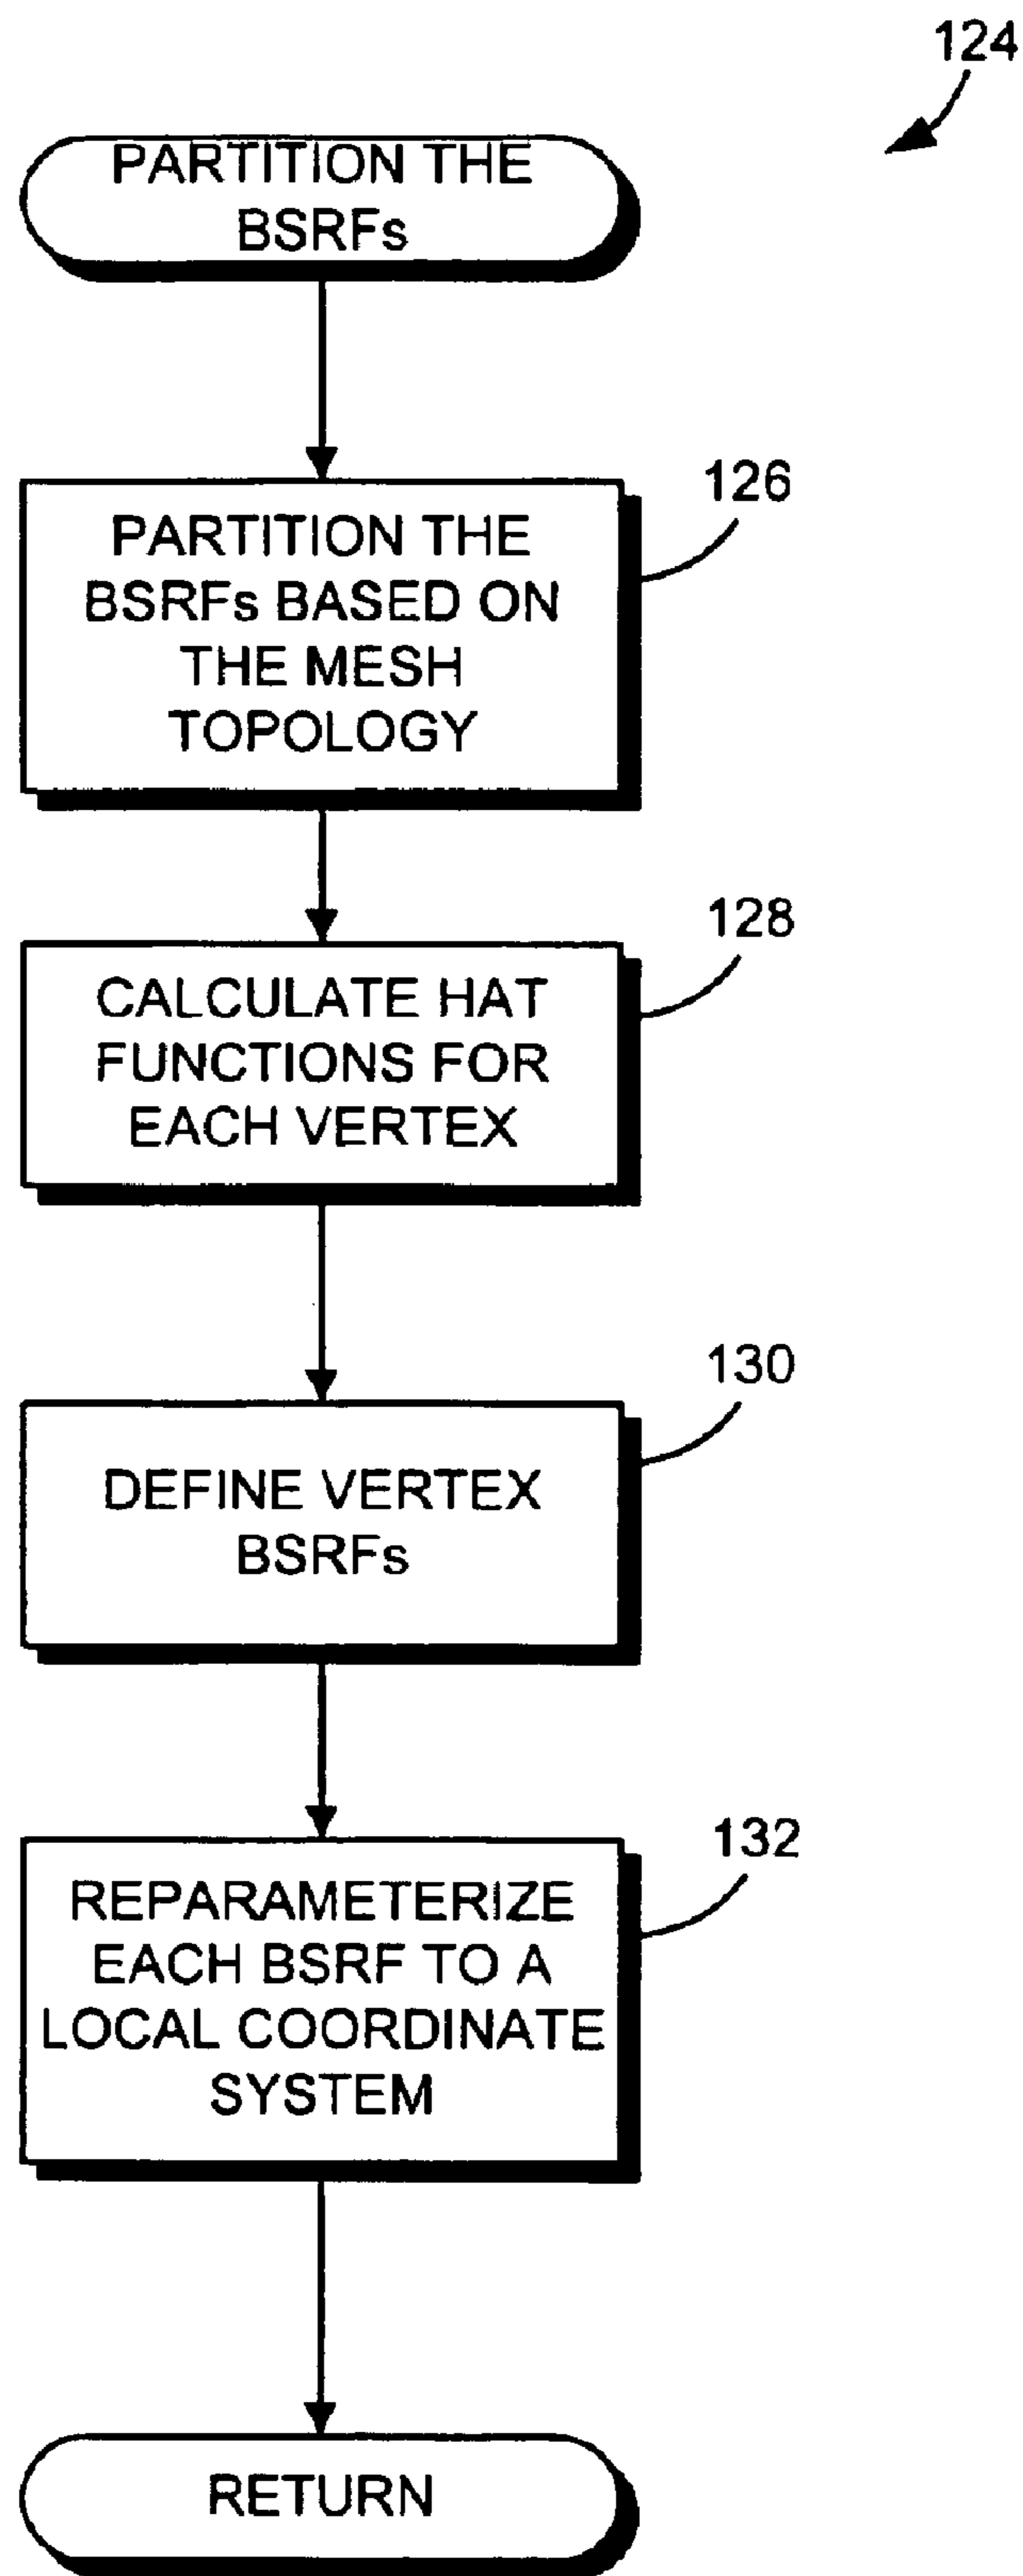 124
PARTITION THE
BSRFs
126
PARTITION THE
BSRFs BASED ON
THE MESH
TOPOLOGY
128
CALCULATE HAT
FUNCTIONS FOR
EACH VERTEX
130
DEFINE VERTEX
BSRFs
132
REPARAMETERIZE
EACH BSRF TO A
LOCAL COORDINATE
SYSTEM
RETURN